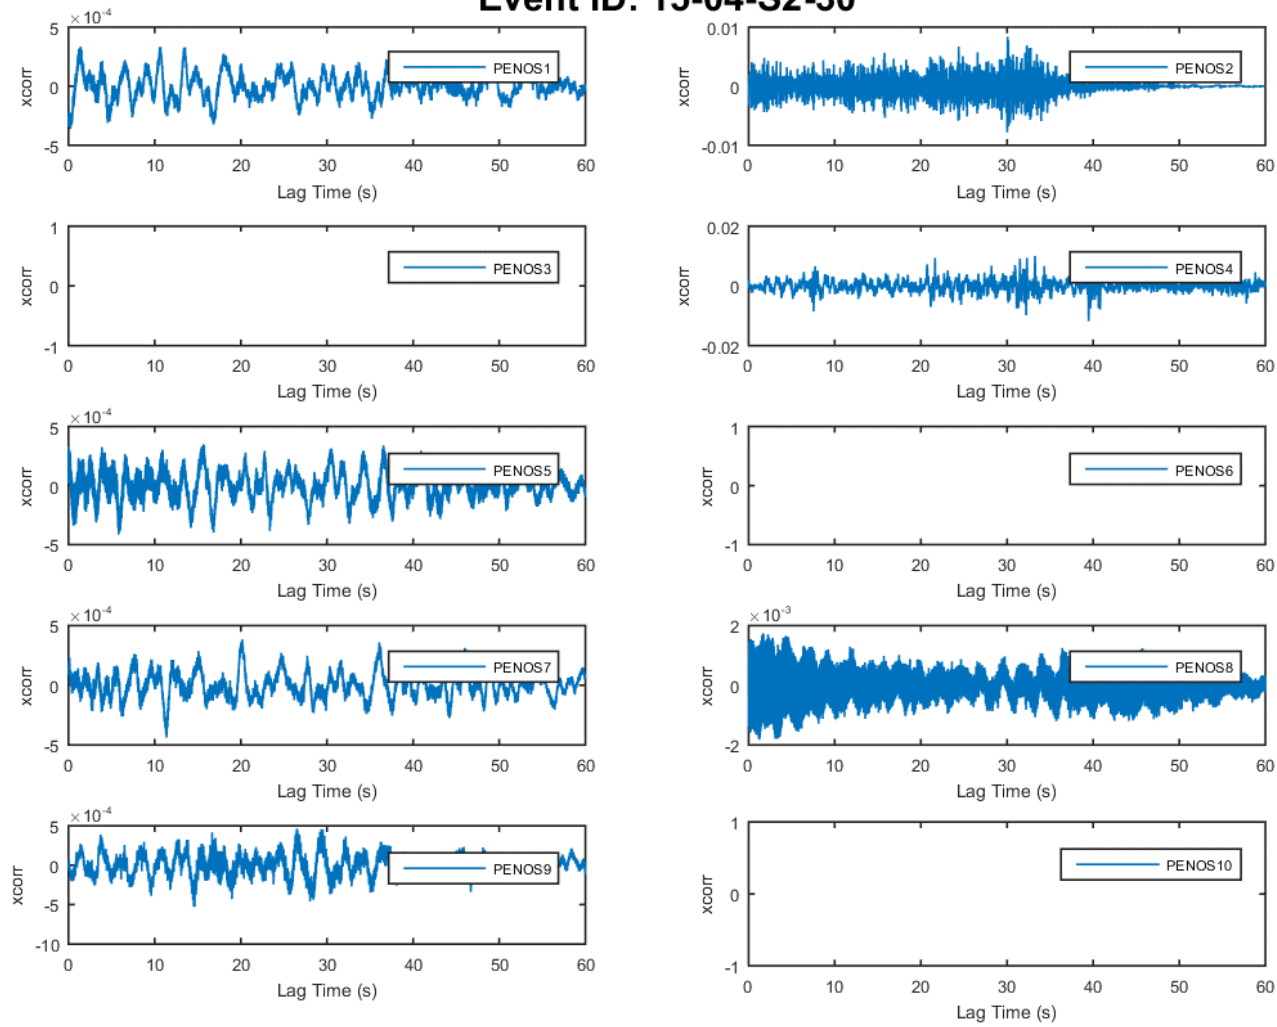 Event ID: 15-04-S2-30
×10-4
5
0
-5
xcorr
PENOS1
0 10 20 30 40 50 60
Lag Time (s)
0.01
0
-0.01
xcorr
PENOS2
0 10 20 30 40 50 60
Lag Time (s)
1
0
-1
xcorr
PENOS3
0 10 20 30 40 50 60
Lag Time (s)
0.02
0
-0.02
xcorr
PENOS4
0 10 20 30 40 50 60
Lag Time (s)
×10-4
5
0
-5
xcorr
PENOS5
0 10 20 30 40 50 60
Lag Time (s)
1
0
-1
xcorr
PENOS6
0 10 20 30 40 50 60
Lag Time (s)
×10-4
5
0
-5
xcorr
PENOS7
0 10 20 30 40 50 60
Lag Time (s)
×10-3
2
0
-2
xcorr
PENOS8
0 10 20 30 40 50 60
Lag Time (s)
×10-4
5
0
-5
-10
xcorr
PENOS9
0 10 20 30 40 50 60
Lag Time (s)
1
0
-1
xcorr
PENOS10
0 10 20 30 40 50 60
Lag Time (s)